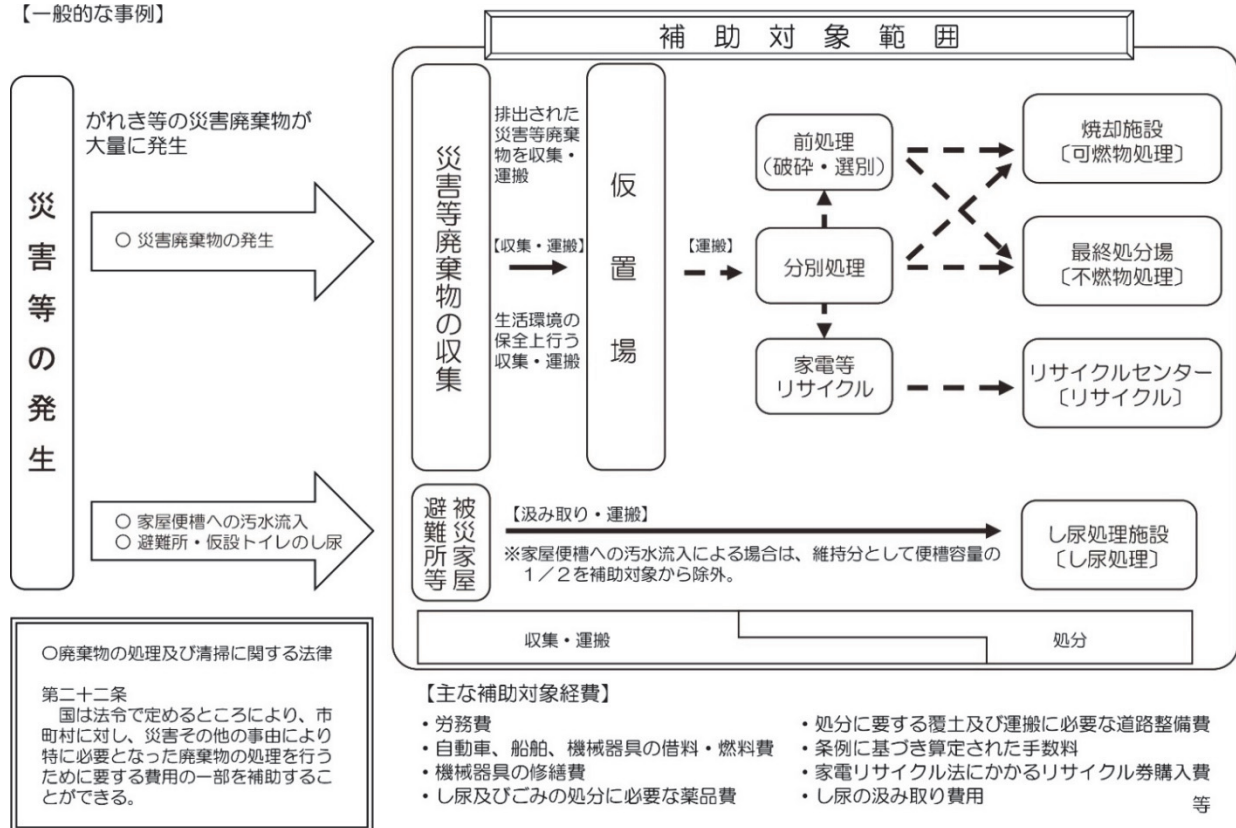 【一般的な事例】
補助対象範囲
災害等の発生
がれき等の災害廃棄物が
大量に発生
○ 災害廃棄物の発生
○ 家屋便槽への汚水流入
○ 避難所・仮設トイレのし尿
災害等廃棄物の収集
排出された
災害等廃棄
物を収集・
運搬
【収集・運搬】
生活環境の
保全上行う
収集・運搬
仮置場
【運搬】
前処理
（破砕・選別）
分別処理
家電等
リサイクル
焼却施設
〔可燃物処理〕
最終処分場
〔不燃物処理〕
リサイクルセンター
〔リサイクル〕
被災家屋
避難所等
【汲み取り・運搬】
※家屋便槽への汚水流入による場合は、維持分として便槽容量の
１／２を補助対象から除外。
し尿処理施設
〔し尿処理〕
収集・運搬
処分
○廃棄物の処理及び清掃に関する法律
第二十二条
国は法令で定めるところにより、市
町村に対し、災害その他の事由により
特に必要となった廃棄物の処理を行う
ために要する費用の一部を補助するこ
とができる。
【主な補助対象経費】
・労務費
・自動車、船舶、機械器具の借料・燃料費
・機械器具の修繕費
・し尿及びごみの処分に必要な薬品費
・処分に要する覆土及び運搬に必要な道路整備費
・条例に基づき算定された手数料
・家電リサイクル法にかかるリサイクル券購入費
・し尿の汲み取り費用
等